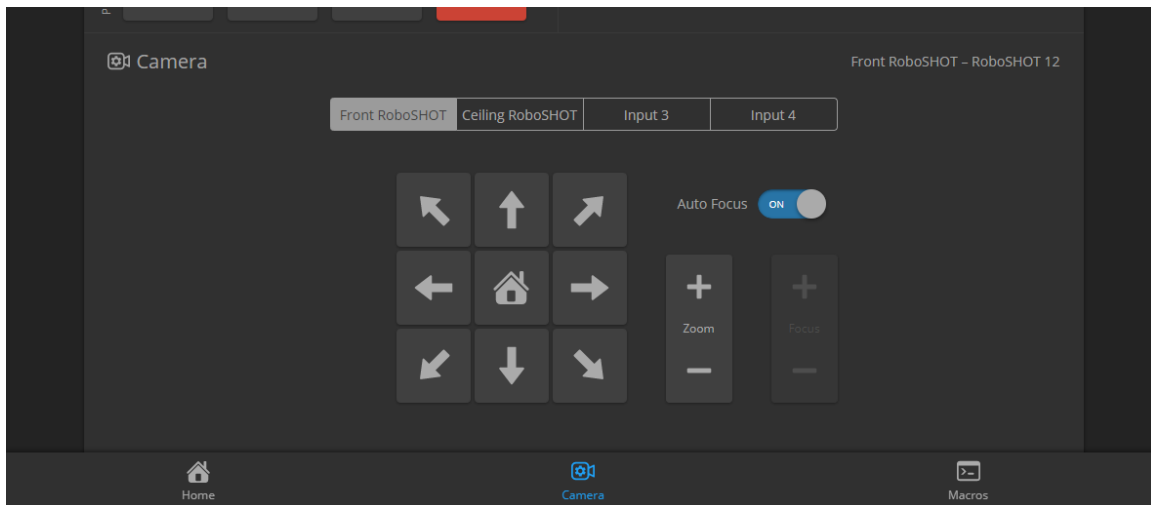 P
Camera
Front RoboSHOT – RoboSHOT 12
Front RoboSHOT
Ceiling RoboSHOT
Input 3
Input 4
Auto Focus
ON
Zoom
Focus
Home
Camera
Macros